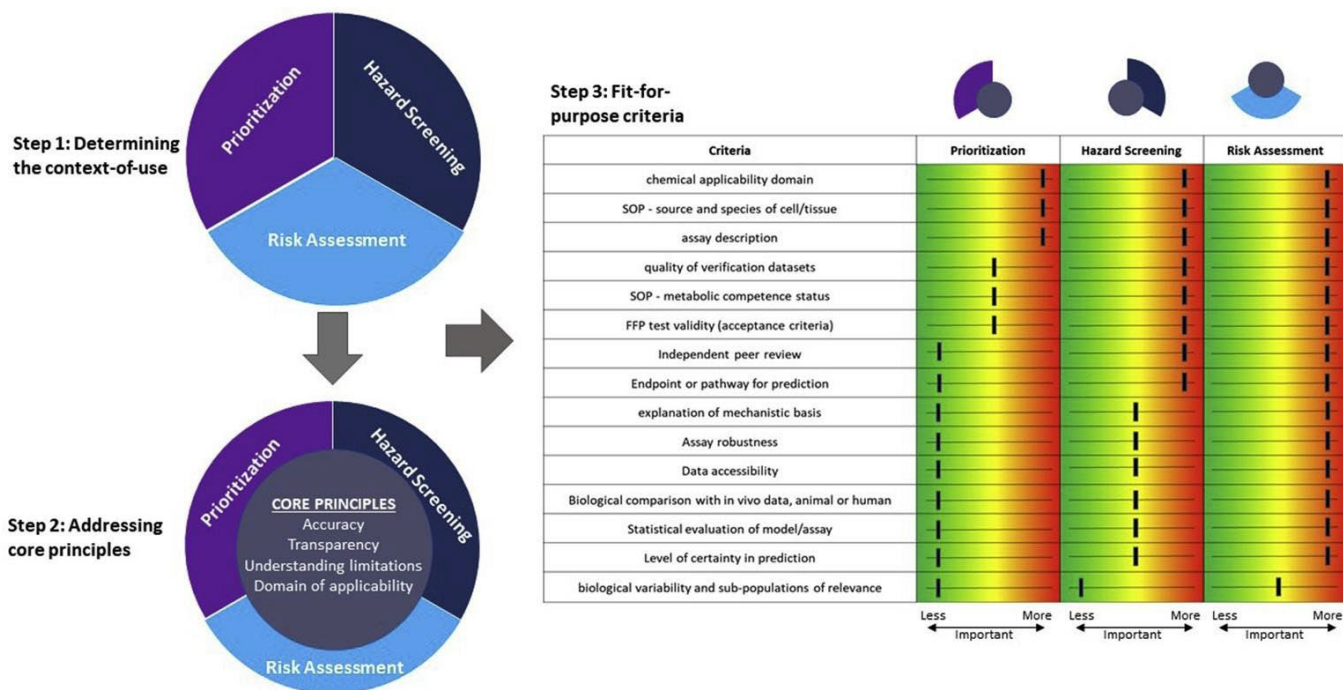 Step 1: Determining
the context-of-use
Prioritization
Hazard Screening
Risk Assessment
Step 2: Addressing
core principles
Prioritization
Hazard Screening
CORE PRINCIPLES
Accuracy
Transparency
Understanding limitations
Domain of applicability
Risk Assessment
Step 3: Fit-for-
purpose criteria
Criteria Prioritization Hazard Screening Risk Assessment
chemical applicability domain
SOP - source and species of cell/tissue
assay description
quality of verification datasets
SOP - metabolic competence status
FFP test validity (acceptance criteria)
Independent peer review
Endpoint or pathway for prediction
explanation of mechanistic basis
Assay robustness
Data accessibility
Biological comparison with in vivo data, animal or human
Statistical evaluation of model/assay
Level of certainty in prediction
biological variability and sub-populations of relevance
Less More Less More Less More
Important Important Important